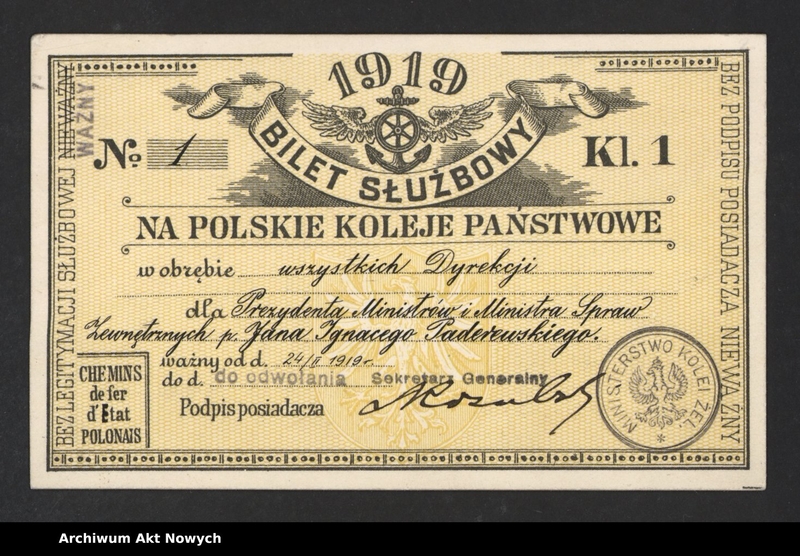 1919
BILET SŁUŻBOWY
No. 1
Kl. 1
NA POLSKIE KOLEJE PAŃSTWOWE
w obrębie wszystkich Dyrekcji
dla Prezydenta Ministrów i Ministra Spraw
Zewnętrznych p. Jana Ignacego Paderewskiego.
ważny od d. 24/II 1919 r.
do d. do odwołania Sekretarz Generalny
Podpis posiadacza
CHEMINS
de fer
d'Etat
POLONAIS
MINISTERSTWO KOLEI ŻEL. *
BEZ LEGITYMACJI SŁUŻBOWEJ NIEWAŻNY
WAŻNY
BEZ PODPISU POSIADACZA NIEWAŻNY
Archiwum Akt Nowych